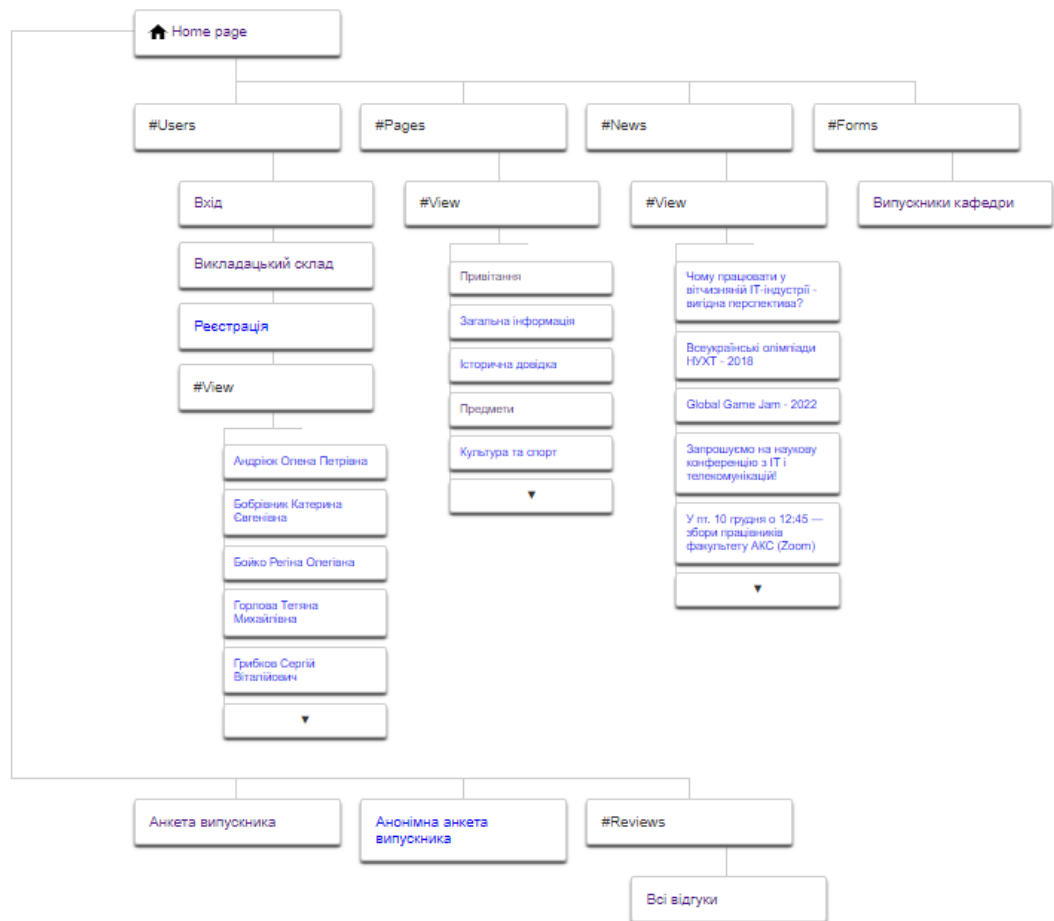 Home page
#Users
#Pages
#News
#Forms
Вхід
Викладацький склад
Реєстрація
#View
Андріюк Олена Петрівна
Бобрівник Катерина
Євгенівна
Бойко Регіна Олегівна
Горлова Тетяна
Михайлівна
Грибков Сергій
Віталійович
▼
#View
Привітання
Загальна інформація
Історична довідка
Предмети
Культура та спорт
▼
#View
Чому працювати у
вітчизняній ІТ-індустрії -
вигідна перспектива?
Всеукраїнські олімпіади
НУХТ - 2018
Global Game Jam - 2022
Запрошуємо на наукову
конференцію з ІТ і
телекомунікацій!
У пт. 10 грудня о 12:45 —
збори працівників
факультету АКС (Zoom)
▼
Випускники кафедри
Анкета випускника
Анонімна анкета
випускника
#Reviews
Всі відгуки